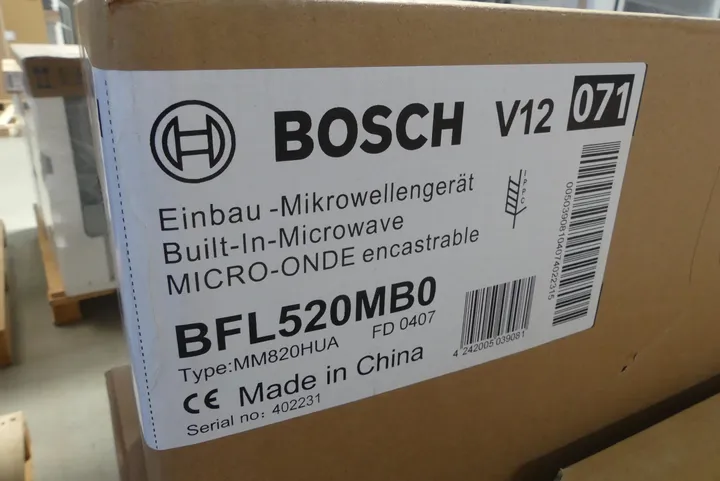 BOSCH V12 071
Einbau -Mikrowellengerät
Built-In-Microwave
MICRO-ONDE encastrable
IPPC
BFL520MB0
Type:MM820HUA FD 0407
CE Made in China
Serial no: 402231
4 242005 039081